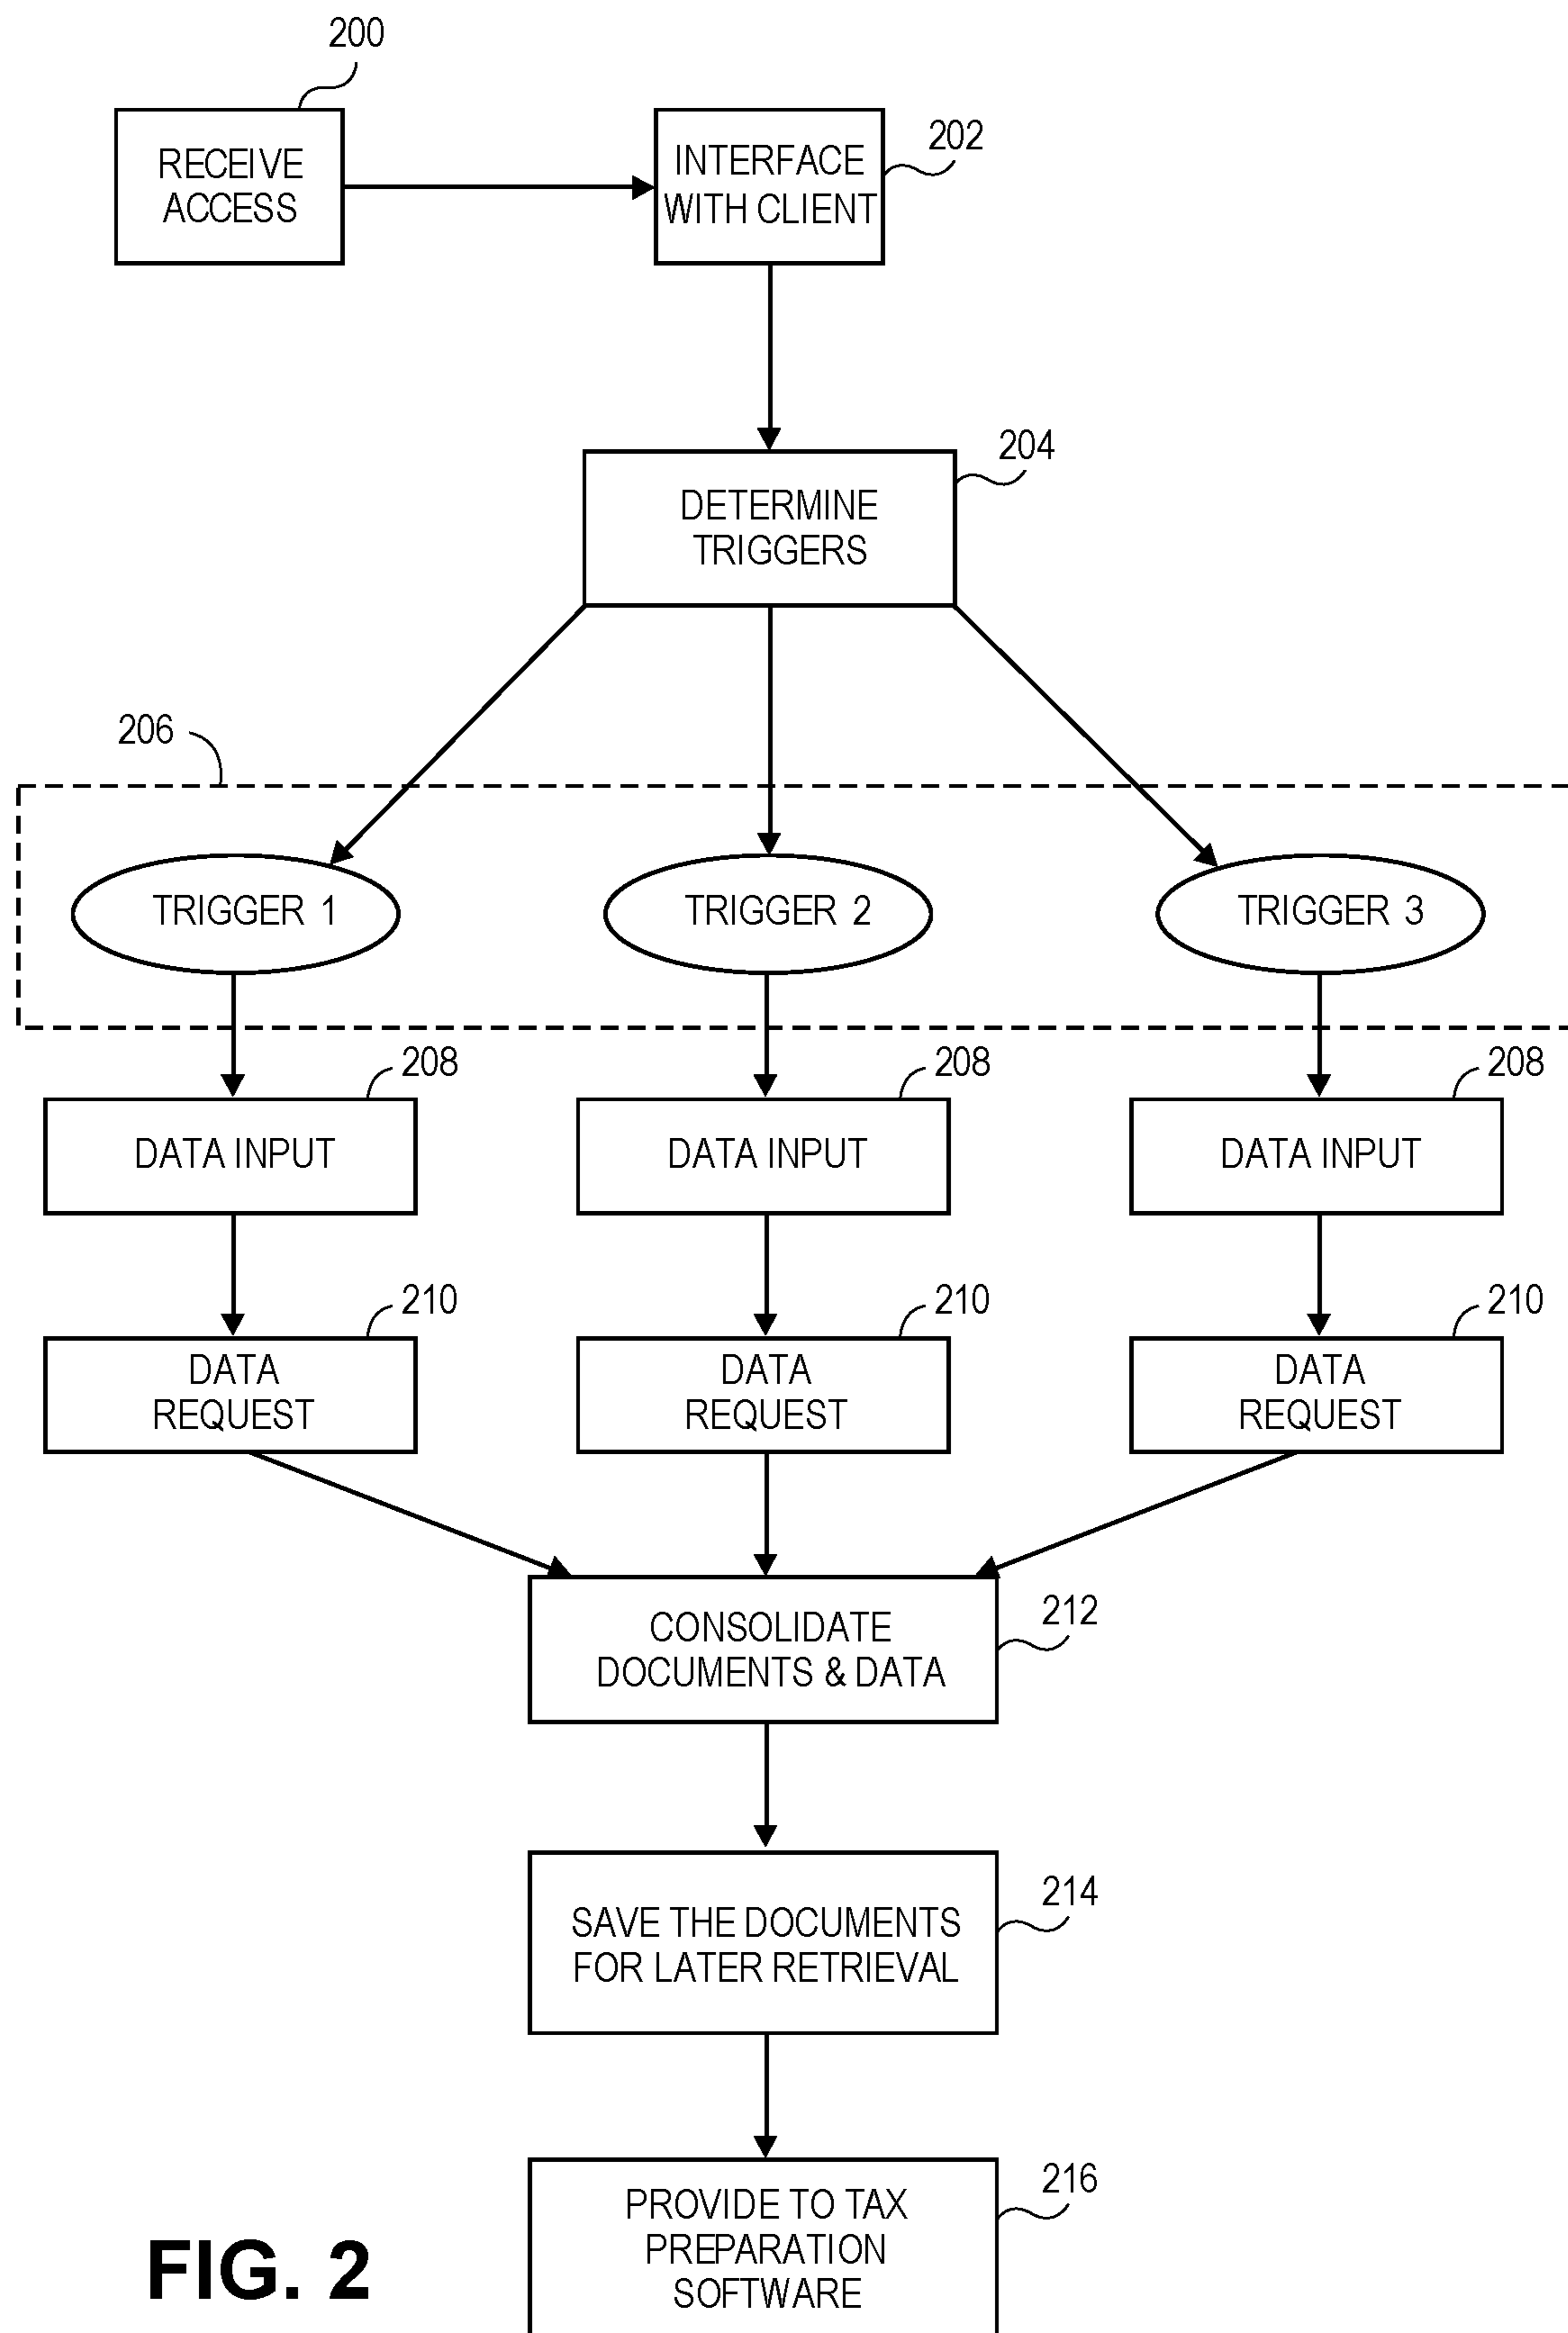 200
RECEIVE
ACCESS
202
INTERFACE
WITH CLIENT
204
DETERMINE
TRIGGERS
206
TRIGGER 1
TRIGGER 2
TRIGGER 3
208
208
208
DATA INPUT
DATA INPUT
DATA INPUT
210
210
210
DATA
REQUEST
DATA
REQUEST
DATA
REQUEST
212
CONSOLIDATE
DOCUMENTS & DATA
214
SAVE THE DOCUMENTS
FOR LATER RETRIEVAL
216
PROVIDE TO TAX
PREPARATION
SOFTWARE
FIG. 2